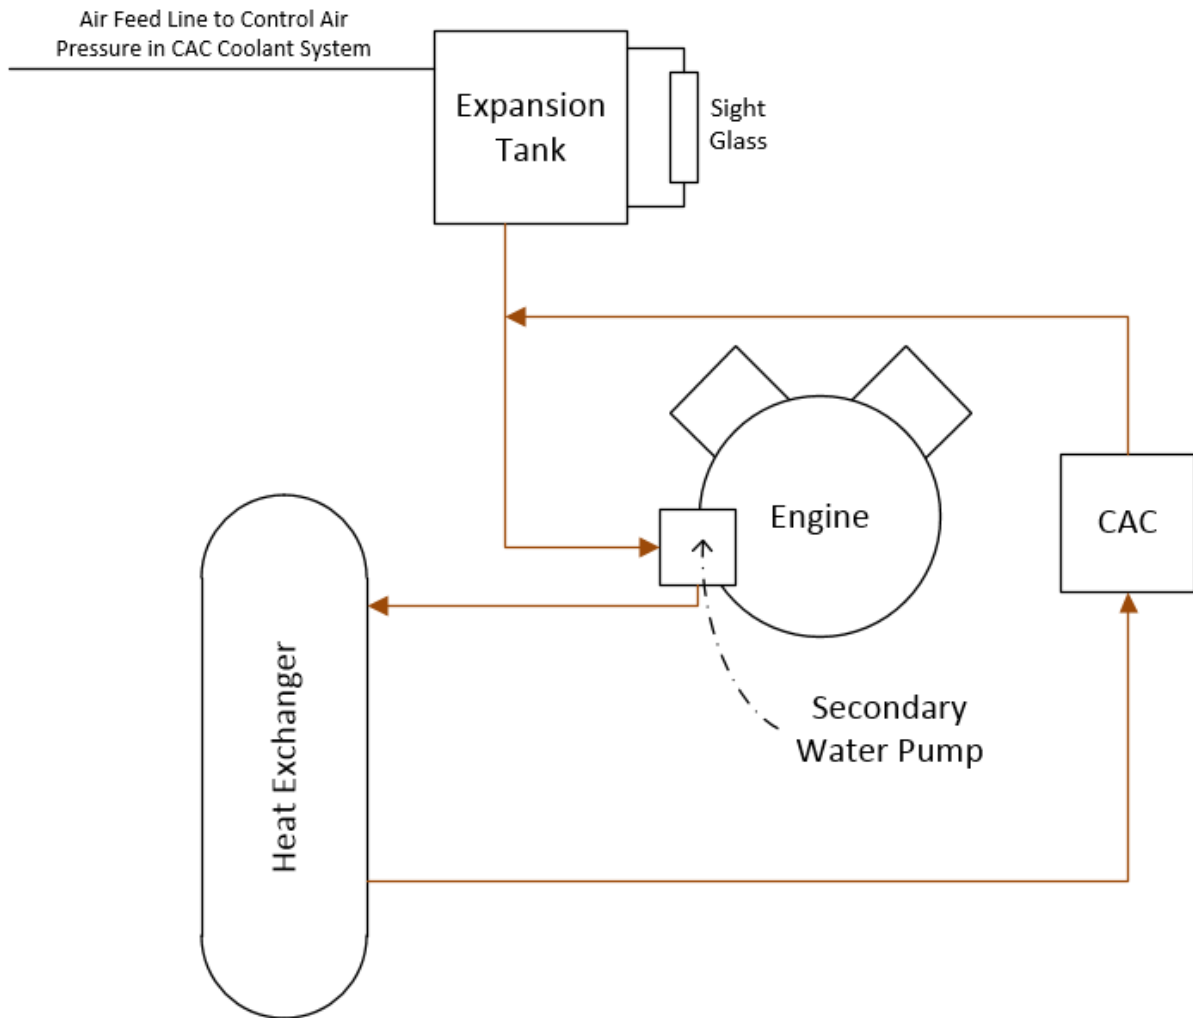 Air Feed Line to Control Air
Pressure in CAC Coolant System
Expansion
Tank
Sight
Glass
Engine
CAC
Heat Exchanger
Secondary
Water Pump